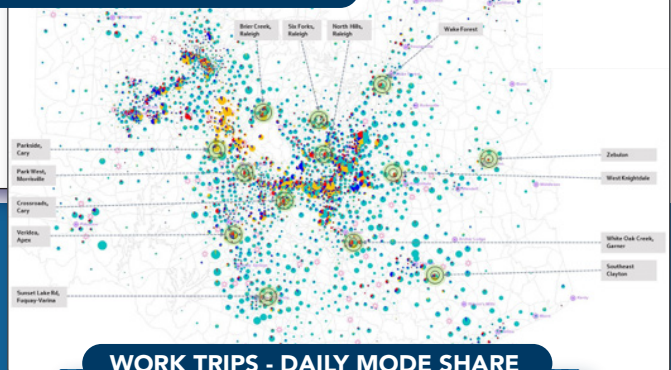 Brier Creek,
Raleigh
Six Forks,
Raleigh
North Hills,
Raleigh
Wake Forest
Parkside,
Cary
Park West,
Morrisville
Crossroads,
Cary
Veridea,
Apex
Sunset Lake Rd,
Fuquay-Varina
Zebulon
West Knightdale
White Oak Creek,
Garner
Southeast
Clayton
WORK TRIPS - DAILY MODE SHARE